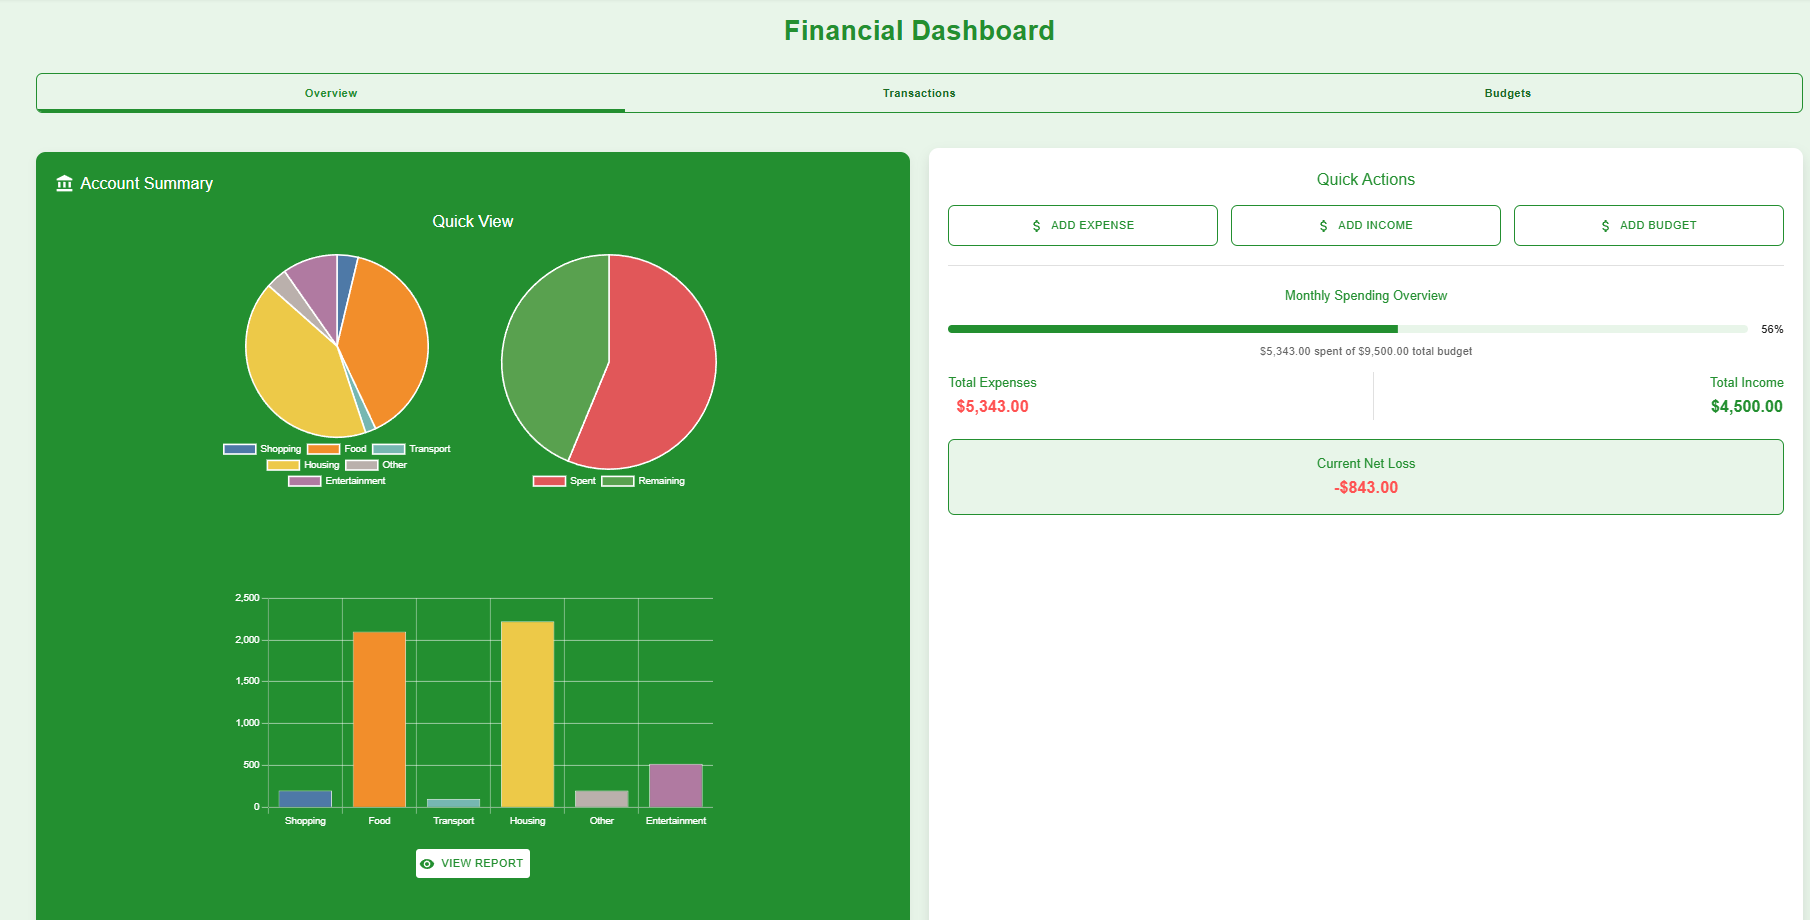 Financial Dashboard
Overview Transactions Budgets
Account Summary
Quick View
Shopping Food Transport
Housing Other
Entertainment
Spent Remaining
2,500
2,000
1,500
1,000
500
0
Shopping Food Transport Housing Other Entertainment
VIEW REPORT
Quick Actions
$ ADD EXPENSE $ ADD INCOME $ ADD BUDGET
Monthly Spending Overview
56%
$5,343.00 spent of $9,500.00 total budget
Total Expenses Total Income
$5,343.00 $4,500.00
Current Net Loss
-$843.00